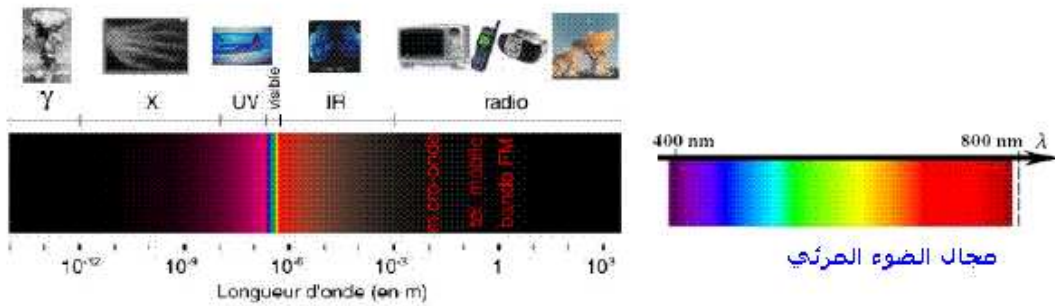 γ X UV visible IR radio
micro-onde tel. mobile bande FM
10⁻¹² 10⁻⁹ 10⁻⁶ 10⁻³ 1 10³
Longueur d'onde (en m)
400 nm 800 nm λ
مجال الضوء المرئي